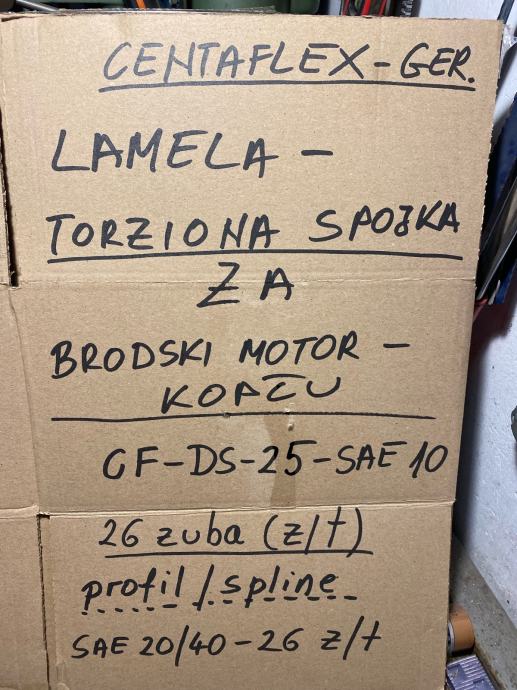 CENTAFLEX-GER.
LAMELA -
TORZIONA SPOJKA
ZA
BRODSKI MOTOR -
KOPČU
CF-DS-25-SAE 10
26 zuba (z/t)
profil/spline
SAE 20/40-26 z/t